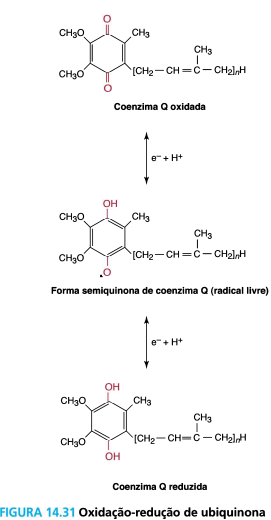 O
CH₃O
CH₃
CH₃
CH₃O
[CH₂—CH=C—CH₂]ₙH
O
Coenzima Q oxidada
e⁻ + H⁺
OH
CH₃O
CH₃
CH₃
CH₃O
[CH₂—CH=C—CH₂]ₙH
•O
Forma semiquinona de coenzima Q (radical livre)
e⁻ + H⁺
OH
CH₃O
CH₃
CH₃
CH₃O
[CH₂—CH=C—CH₂]ₙH
OH
Coenzima Q reduzida
FIGURA 14.31 Oxidação-redução de ubiquinona